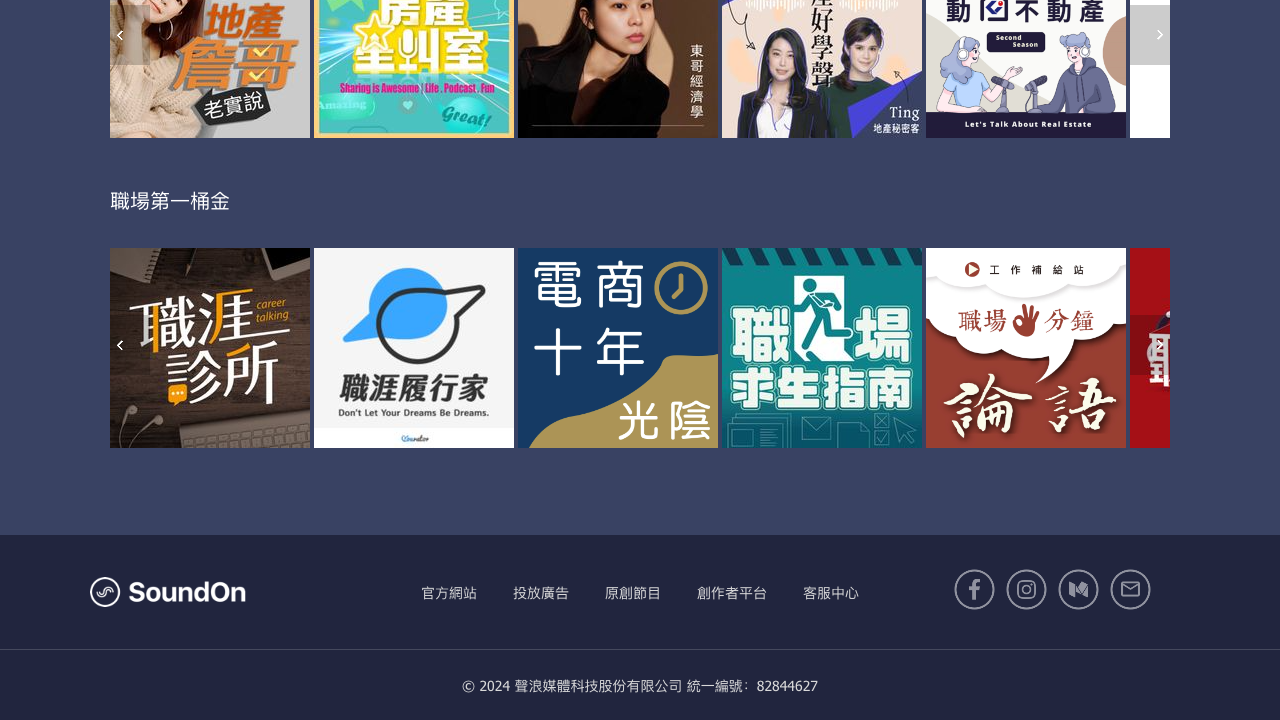 地產
詹哥
老實說
房產
Sharing is Awesome / Life . Podcast . Fun
Amazing
Great!
東哥經濟學
產好學聲
Ting
地產秘密客
動 不動產
Second
Season
Let's Talk About Real Estate
職場第一桶金
職涯
診所
career
talking
職涯履行家
Don't Let Your Dreams Be Dreams.
電商
十年
光陰
職場
求生指南
工作補給站
職場 分鐘
論語
SoundOn
官方網站 投放廣告 原創節目 創作者平台 客服中心
© 2024 聲浪媒體科技股份有限公司 統一編號：82844627